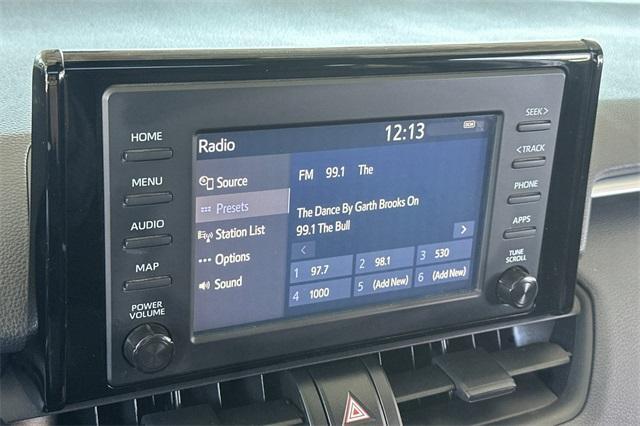 HOME
MENU
AUDIO
MAP
POWER
VOLUME
Radio
12:13
DCM
Source
Presets
Station List
Options
Sound
FM 99.1 The
The Dance By Garth Brooks On
99.1 The Bull
< >
1 97.7 2 98.1 3 530
4 1000 5 (Add New) 6 (Add New)
SEEK>
<TRACK
PHONE
APPS
TUNE
SCROLL